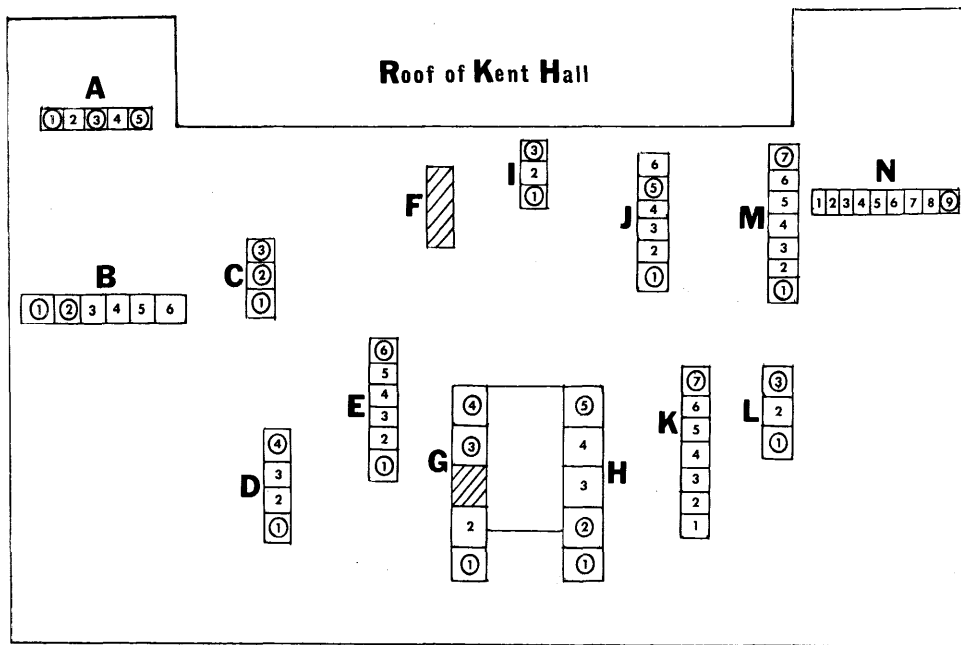 Roof of Kent Hall
A
① 2 ③ 4 ⑤
B
① ② 3 4 5 6
C
③
②
①
D
④
3
2
①
E
⑥
5
4
3
2
①
F
G
④
③
2
①
H
⑤
4
3
②
①
I
③
2
①
J
6
⑤
4
3
2
①
K
⑦
6
5
4
3
2
1
L
③
2
①
M
⑦
6
5
4
3
2
①
N
1 2 3 4 5 6 7 8 ⑨